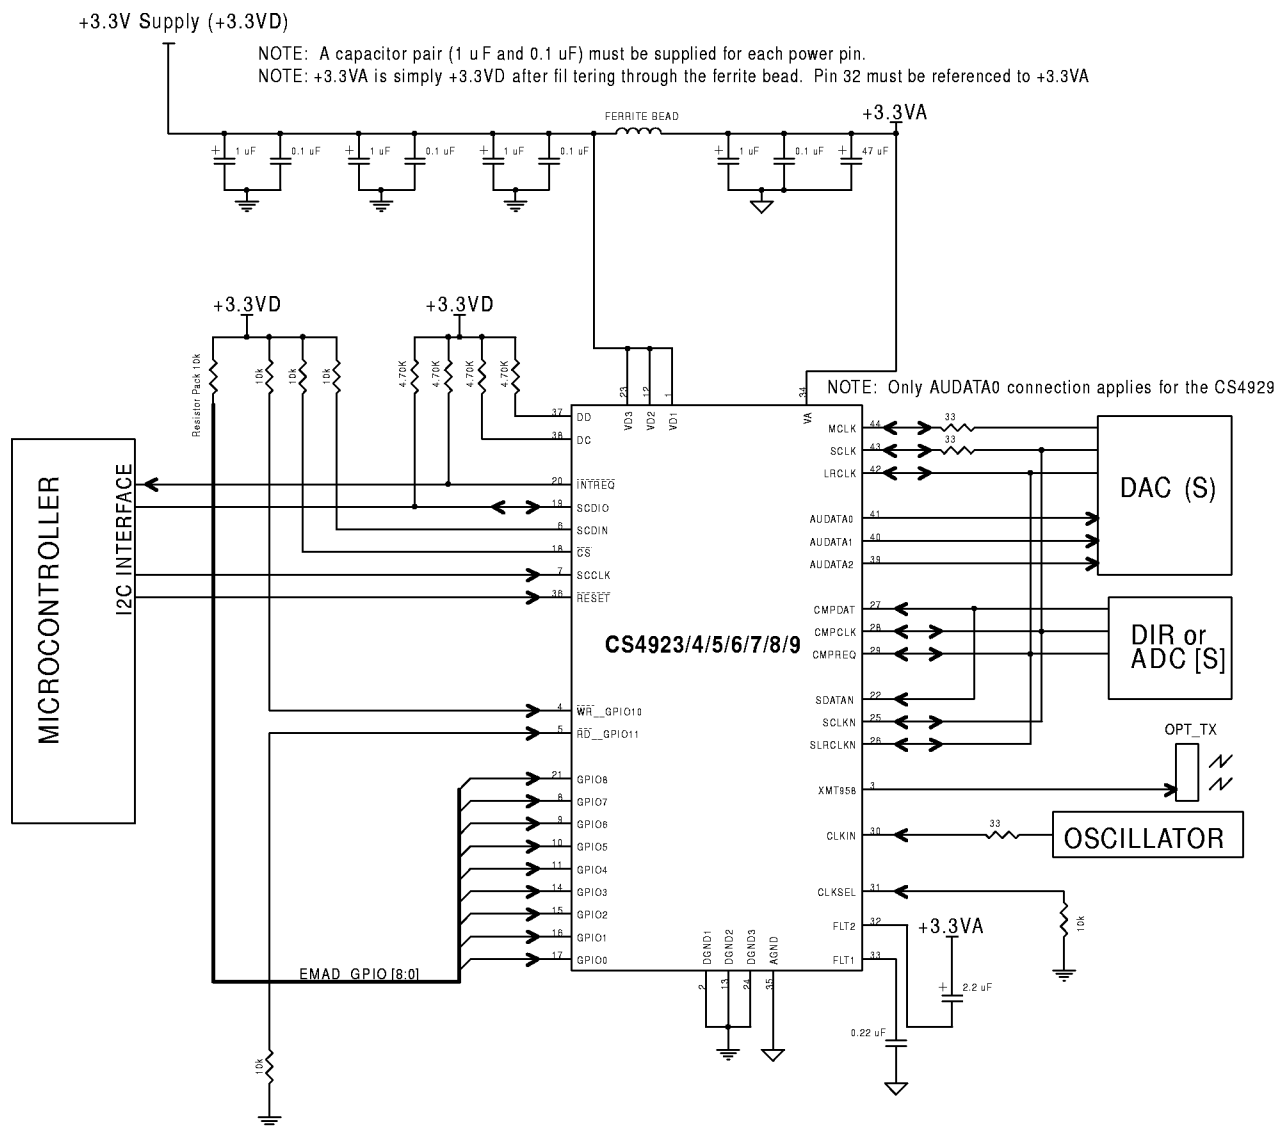 +3.3V Supply (+3.3VD)
NOTE: A capacitor pair (1 u F and 0.1 uF) must be supplied for each power pin.
NOTE: +3.3VA is simply +3.3VD after fil tering through the ferrite bead. Pin 32 must be referenced to +3.3VA
FERRITE BEAD
+3.3VA
+ 1 uF
0.1 uF
+ 1 uF
0.1 uF
+ 1 uF
0.1 uF
+ 1 uF
0.1 uF
+ 47 uF
+3.3VD
+3.3VD
Resistor Pack 10k
10k
10k
10k
4.70K
4.70K
4.70K
4.70K
23
12
1
34
VD3
VD2
VD1
VA
NOTE: Only AUDATA0 connection applies for the CS4929
MICROCONTROLLER
I2C INTERFACE
37 DD
38 DC
20 INTREQ
19 SCDIO
6 SCDIN
18 CS
7 SCCLK
36 RESET
4 WR__GPIO10
5 RD__GPIO11
21 GPIO8
8 GPIO7
9 GPIO6
10 GPIO5
11 GPIO4
14 GPIO3
15 GPIO2
16 GPIO1
17 GPIO0
EMAD_GPIO[8:0]
10k
CS4923/4/5/6/7/8/9
MCLK 44
33
SCLK 43
33
LRCLK 42
AUDATA0 41
AUDATA1 40
AUDATA2 39
DAC (S)
CMPDAT 27
CMPCLK 28
CMPREQ 29
DIR or
ADC [S]
SDATAN 22
SCLKN 25
SLRCLKN 26
OPT_TX
XMT958 3
CLKIN 30
33
OSCILLATOR
CLKSEL 31
10k
FLT2 32
+3.3VA
FLT1 33
+ 2.2 uF
0.22 uF
DGND1
DGND2
DGND3
AGND
2
13
24
35